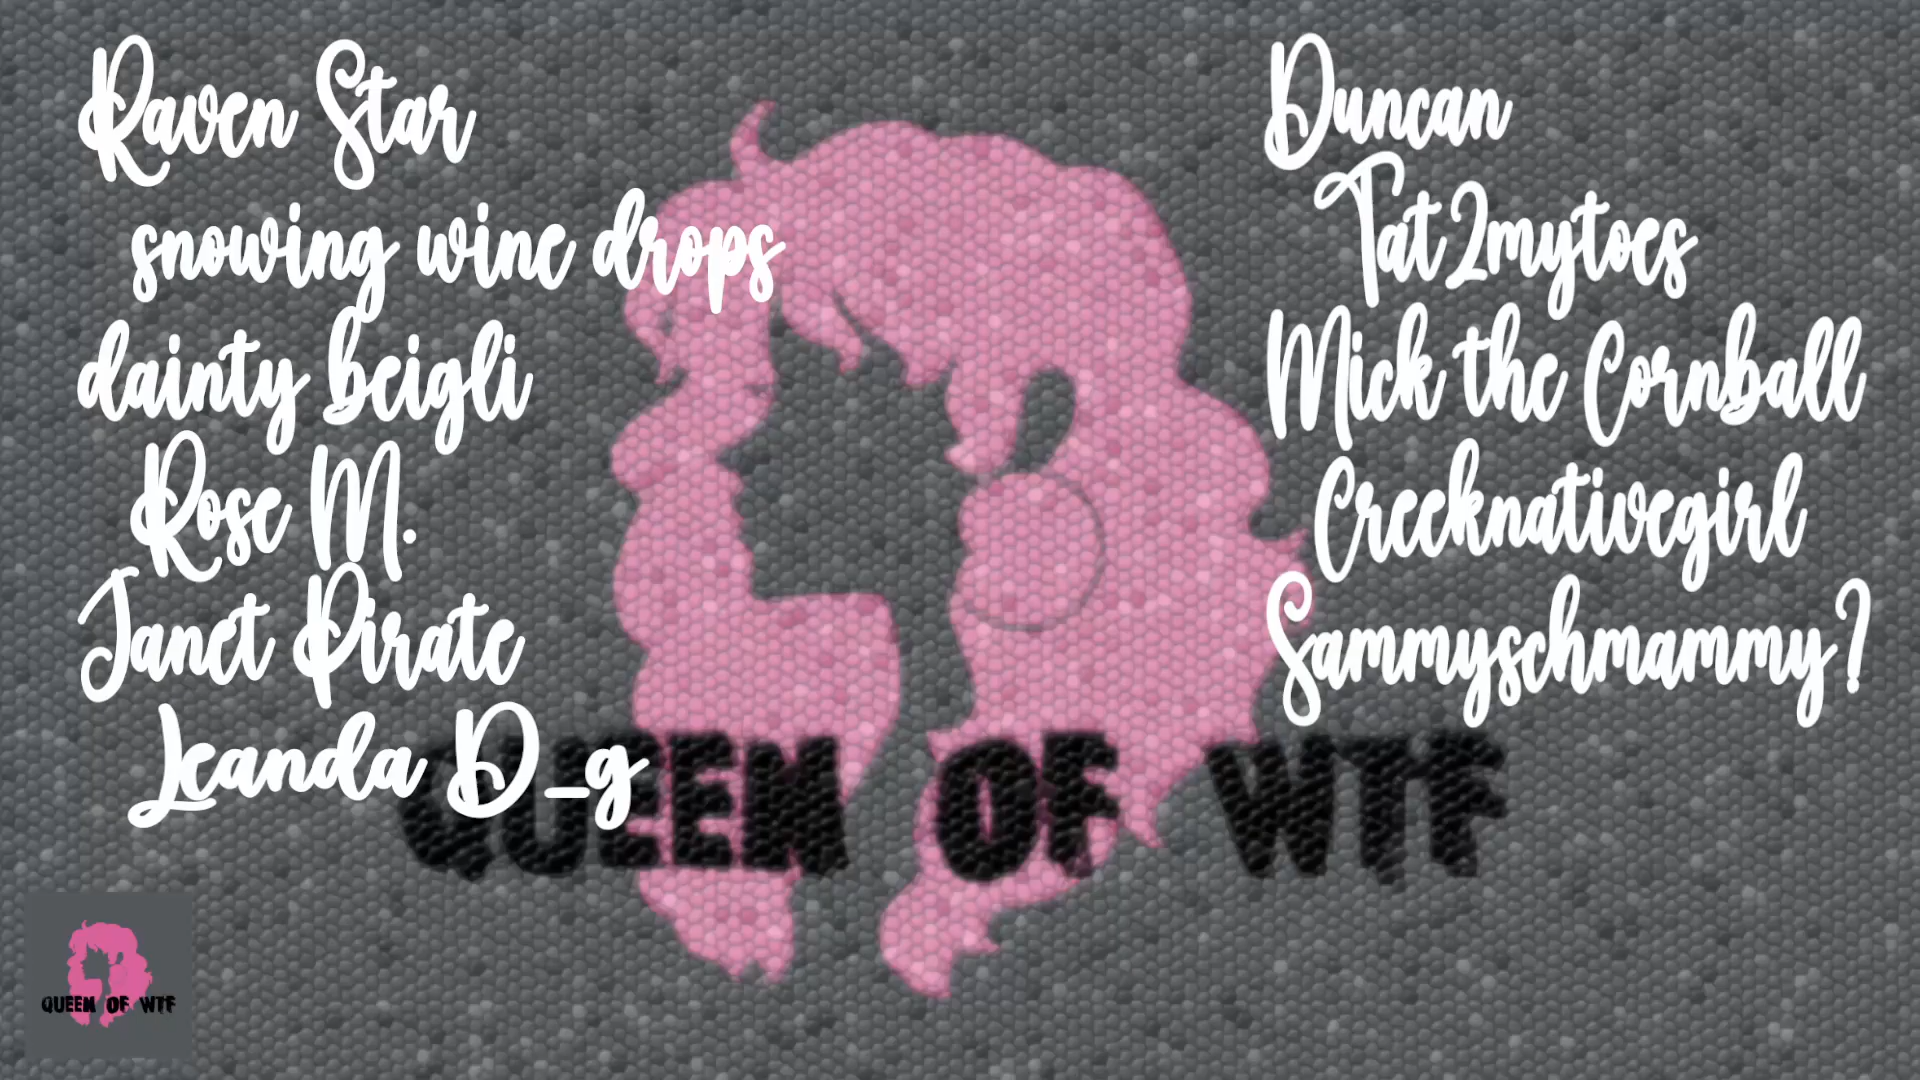 Raven Star
snowing wine drops
dainty beigli
Rose M.
Janet Pirate
Leanda D_g
Duncan
Tat2mytoes
Mick the Cornball
Creeknativegirl
Sammyschmammy?
QUEEN OF WTF
QUEEN OF WTF